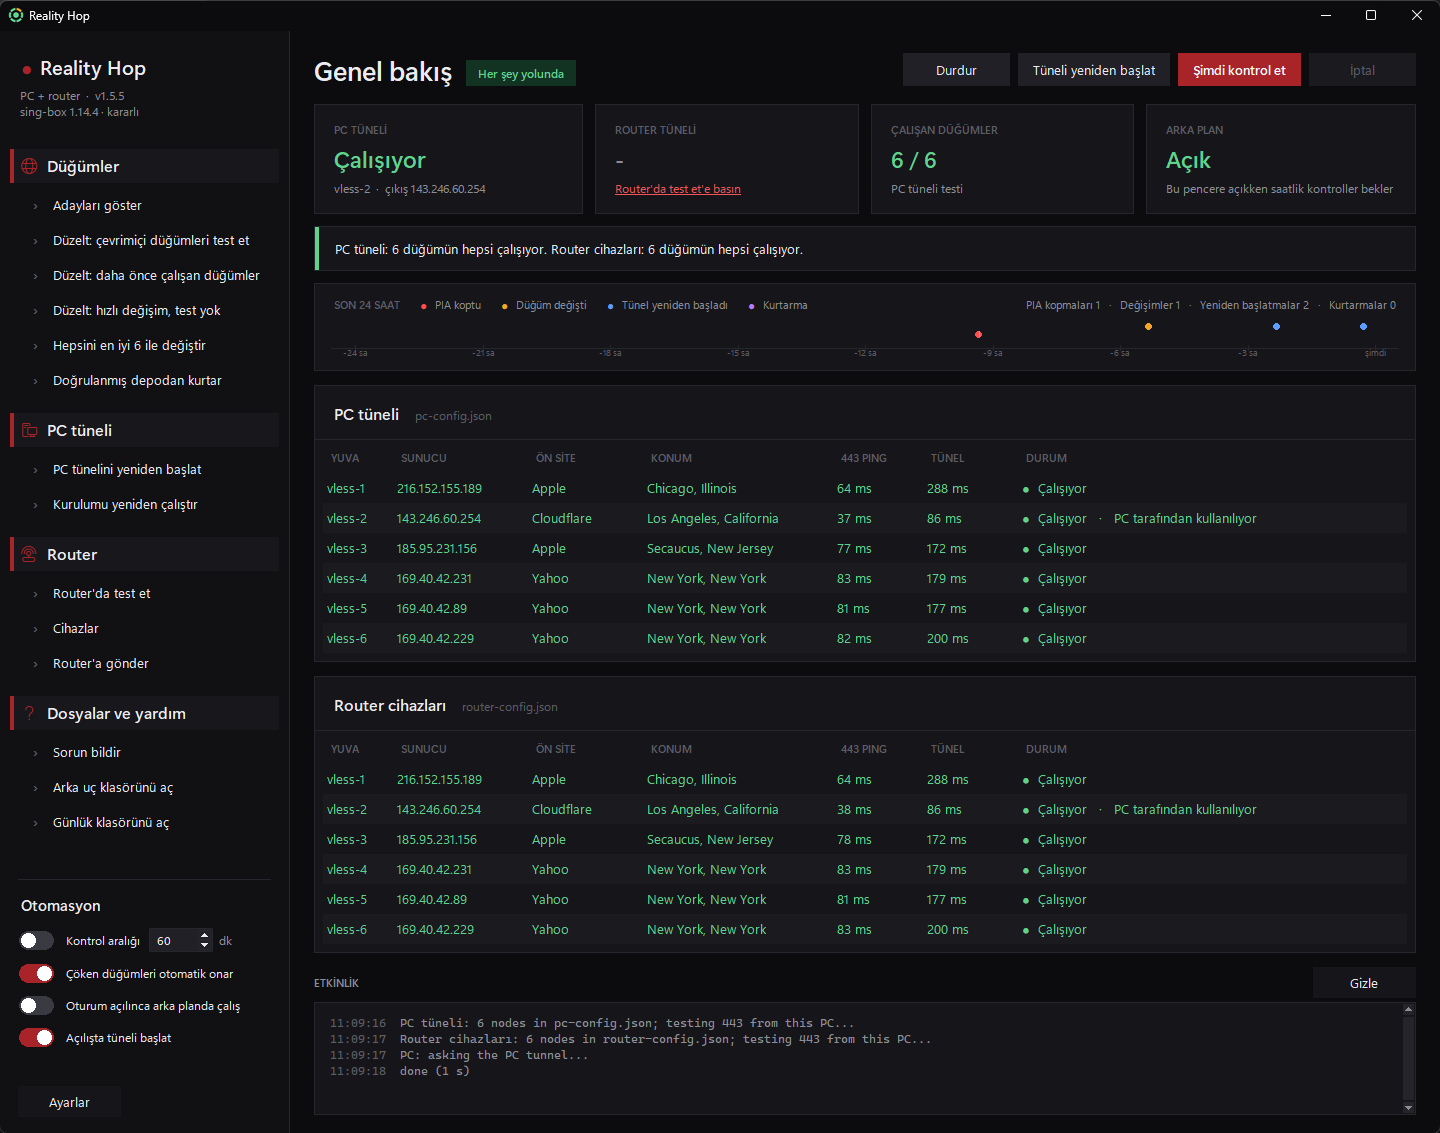 Reality Hop
Reality Hop
PC + router · v1.5.5
sing-box 1.14.4 · kararlı
Düğümler
Adayları göster
Düzelt: çevrimiçi düğümleri test et
Düzelt: daha önce çalışan düğümler
Düzelt: hızlı değişim, test yok
Hepsini en iyi 6 ile değiştir
Doğrulanmış depodan kurtar
PC tüneli
PC tünelini yeniden başlat
Kurulumu yeniden çalıştır
Router
Router'da test et
Cihazlar
Router'a gönder
Dosyalar ve yardım
Sorun bildir
Arka uç klasörünü aç
Günlük klasörünü aç
Otomasyon
Kontrol aralığı 60 dk
Çöken düğümleri otomatik onar
Oturum açılınca arka planda çalış
Açılışta tüneli başlat
Ayarlar
Genel bakış Her şey yolunda Durdur Tüneli yeniden başlat Şimdi kontrol et İptal
PC TÜNELİ
Çalışıyor
vless-2 · çıkış 143.246.60.254
ROUTER TÜNELİ
-
Router'da test et'e basın
ÇALIŞAN DÜĞÜMLER
6 / 6
PC tüneli testi
ARKA PLAN
Açık
Bu pencere açıkken saatlik kontroller bekler
PC tüneli: 6 düğümün hepsi çalışıyor. Router cihazları: 6 düğümün hepsi çalışıyor.
SON 24 SAAT PIA koptu Düğüm değişti Tünel yeniden başladı Kurtarma PIA kopmaları 1 · Değişimler 1 · Yeniden başlatmalar 2 · Kurtarmalar 0
-24 sa -21 sa -18 sa -15 sa -12 sa -9 sa -6 sa -3 sa şimdi
PC tüneli pc-config.json
YUVA SUNUCU ÖN SİTE KONUM 443 PING TÜNEL DURUM
vless-1 216.152.155.189 Apple Chicago, Illinois 64 ms 288 ms Çalışıyor
vless-2 143.246.60.254 Cloudflare Los Angeles, California 37 ms 86 ms Çalışıyor · PC tarafından kullanılıyor
vless-3 185.95.231.156 Apple Secaucus, New Jersey 77 ms 172 ms Çalışıyor
vless-4 169.40.42.231 Yahoo New York, New York 83 ms 179 ms Çalışıyor
vless-5 169.40.42.89 Yahoo New York, New York 81 ms 177 ms Çalışıyor
vless-6 169.40.42.229 Yahoo New York, New York 82 ms 200 ms Çalışıyor
Router cihazları router-config.json
YUVA SUNUCU ÖN SİTE KONUM 443 PING TÜNEL DURUM
vless-1 216.152.155.189 Apple Chicago, Illinois 64 ms 288 ms Çalışıyor
vless-2 143.246.60.254 Cloudflare Los Angeles, California 38 ms 86 ms Çalışıyor · PC tarafından kullanılıyor
vless-3 185.95.231.156 Apple Secaucus, New Jersey 78 ms 172 ms Çalışıyor
vless-4 169.40.42.231 Yahoo New York, New York 83 ms 179 ms Çalışıyor
vless-5 169.40.42.89 Yahoo New York, New York 81 ms 177 ms Çalışıyor
vless-6 169.40.42.229 Yahoo New York, New York 83 ms 200 ms Çalışıyor
ETKİNLİK Gizle
11:09:16 PC tüneli: 6 nodes in pc-config.json; testing 443 from this PC...
11:09:17 Router cihazları: 6 nodes in router-config.json; testing 443 from this PC...
11:09:17 PC: asking the PC tunnel...
11:09:18 done (1 s)